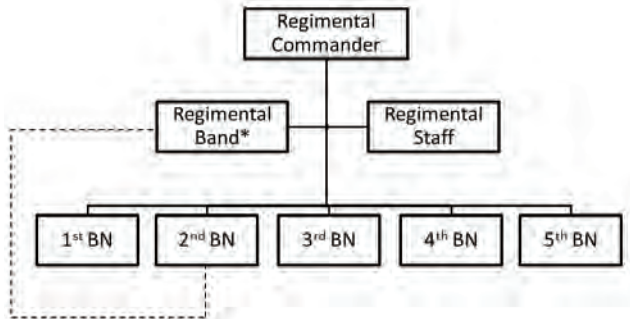 Regimental
Commander
Regimental
Band*
Regimental
Staff
1st BN
2nd BN
3rd BN
4th BN
5th BN